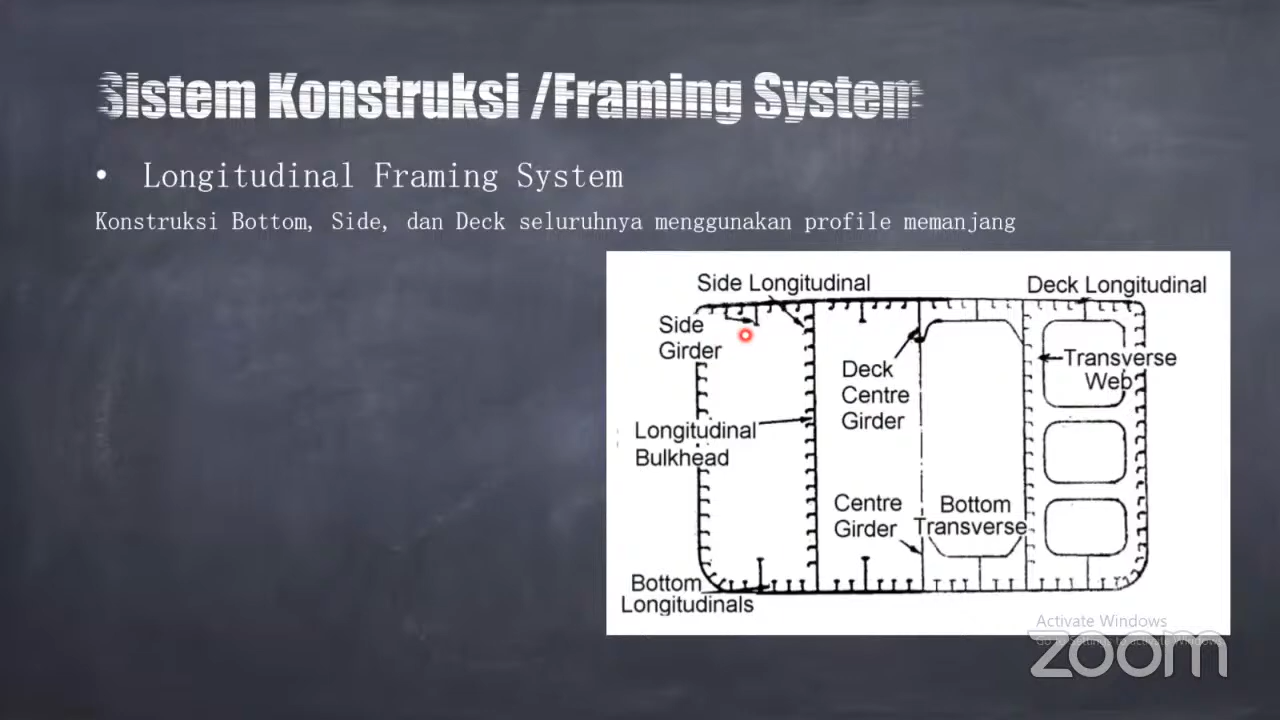 Sistem Konstruksi /Framing System
• Longitudinal Framing System
Konstruksi Bottom, Side, dan Deck seluruhnya menggunakan profile memanjang
Side Longitudinal
Deck Longitudinal
Side
Girder
Transverse
Web
Deck
Centre
Girder
Longitudinal
Bulkhead
Centre
Girder
Bottom
Transverse
Bottom
Longitudinals
Activate Windows
zoom